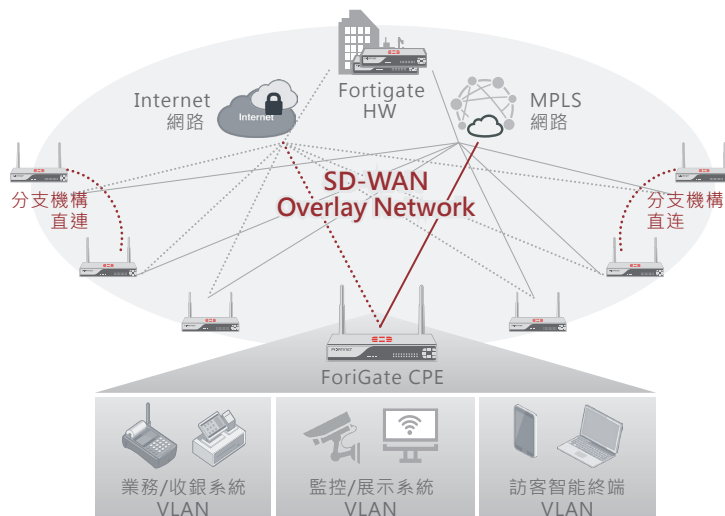 Fortigate
HW
Internet
網路
Internet
MPLS
網路
SD-WAN
Overlay Network
分支機構
直連
分支機構
直连
FORTINET
ForiGate CPE
業務/收銀系統
VLAN
監控/展示系統
VLAN
訪客智能終端
VLAN